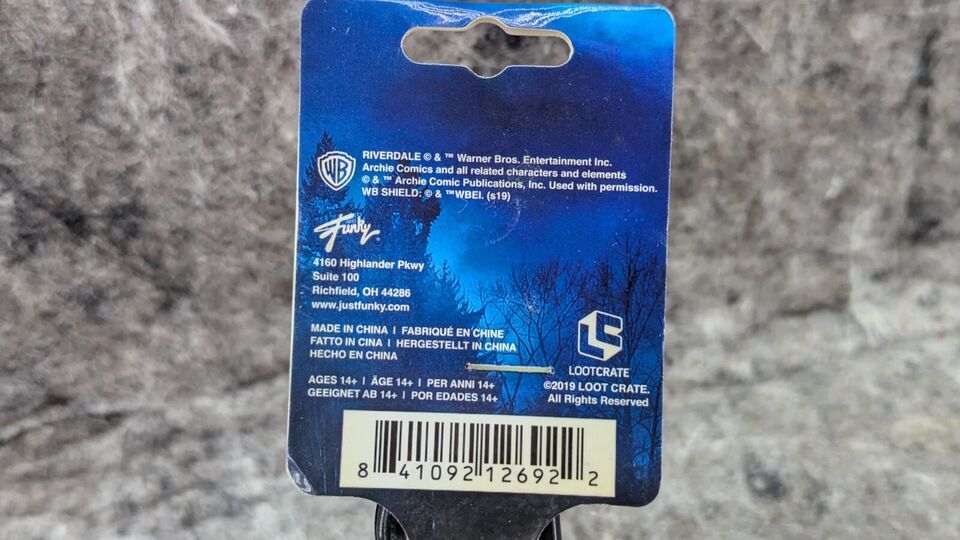 RIVERDALE © & ™ Warner Bros. Entertainment Inc.
Archie Comics and all related characters and elements
© & ™ Archie Comic Publications, Inc. Used with permission.
WB SHIELD: © & ™WBEI. (s19)
WB
Just Funky
4160 Highlander Pkwy
Suite 100
Richfield, OH 44286
www.justfunky.com
MADE IN CHINA I FABRIQUÉ EN CHINE
FATTO IN CINA I HERGESTELLT IN CHINA
HECHO EN CHINA
AGES 14+ I ÄGE 14+ I PER ANNI 14+
GEEIGNET AB 14+ I POR EDADES 14+
LOOTCRATE
©2019 LOOT CRATE.
All Rights Reserved
8 41092 12692 2